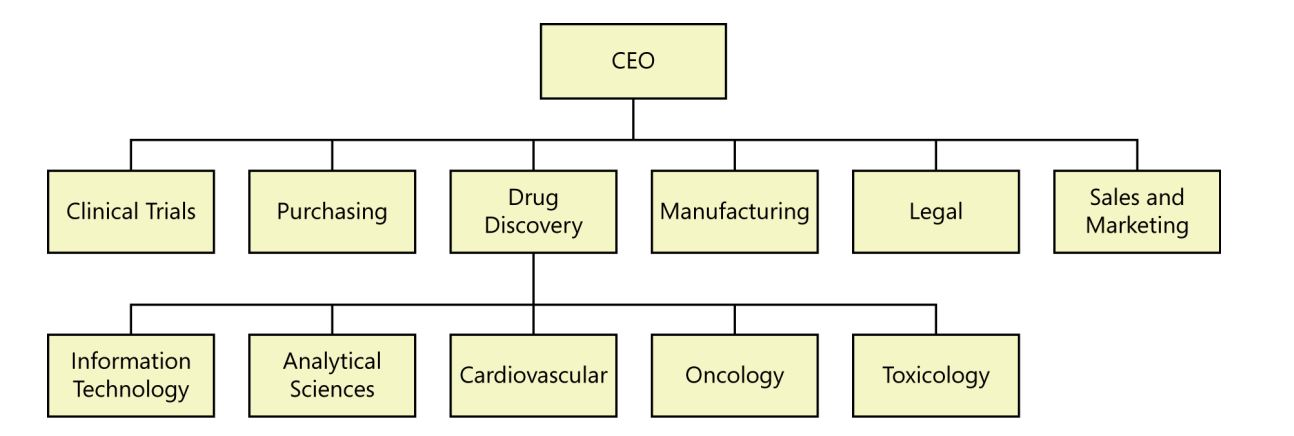 CEO
Clinical Trials
Purchasing
Drug
Discovery
Manufacturing
Legal
Sales and
Marketing
Information
Technology
Analytical
Sciences
Cardiovascular
Oncology
Toxicology